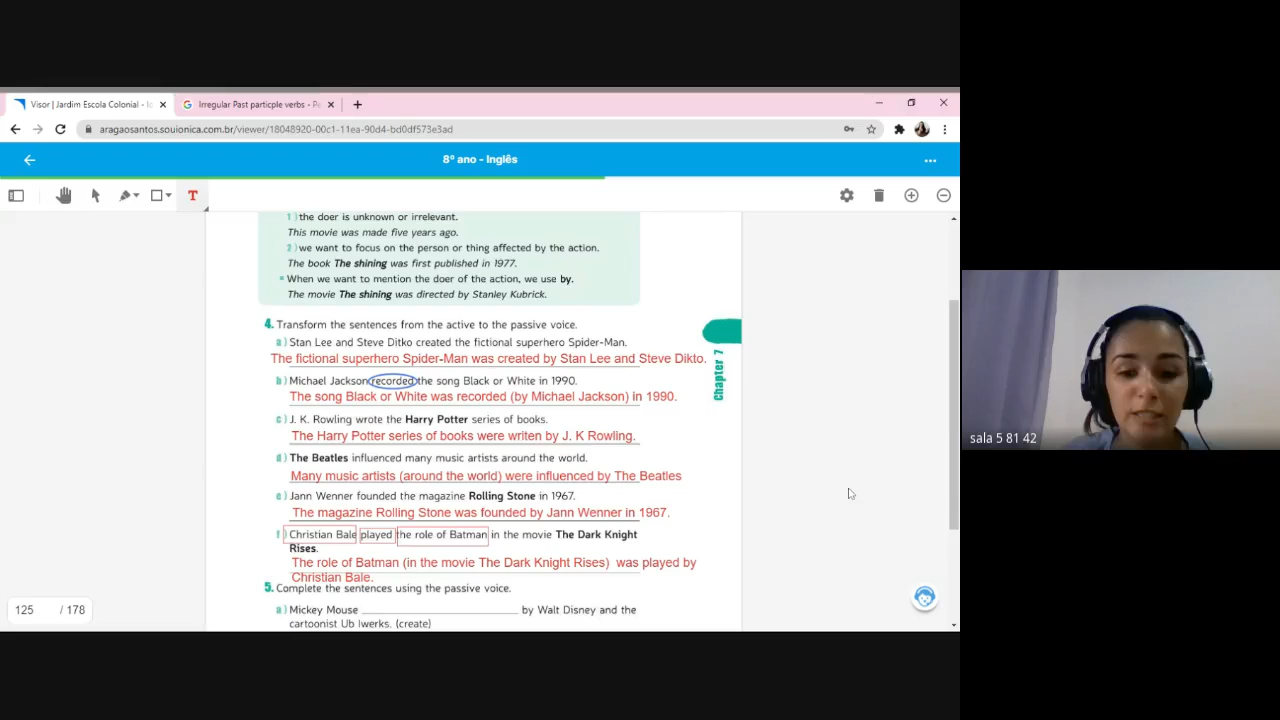 Visor | Jardim Escola Colonial - Io
Irregular Past particple verbs - Pe
aragaosantos.souionica.com.br/viewer/18048920-00c1-11ea-90d4-bd0df573e3ad
8º ano - Inglês
T
1) the doer is unknown or irrelevant.
This movie was made five years ago.
2) we want to focus on the person or thing affected by the action.
The book The shining was first published in 1977.
When we want to mention the doer of the action, we use by.
The movie The shining was directed by Stanley Kubrick.
4. Transform the sentences from the active to the passive voice.
a) Stan Lee and Steve Ditko created the fictional superhero Spider-Man.
The fictional superhero Spider-Man was created by Stan Lee and Steve Dikto.
b) Michael Jackson recorded the song Black or White in 1990.
The song Black or White was recorded (by Michael Jackson) in 1990.
c) J. K. Rowling wrote the Harry Potter series of books.
The Harry Potter series of books were writen by J. K Rowling.
d) The Beatles influenced many music artists around the world.
Many music artists (around the world) were influenced by The Beatles
e) Jann Wenner founded the magazine Rolling Stone in 1967.
The magazine Rolling Stone was founded by Jann Wenner in 1967.
f) Christian Bale played the role of Batman in the movie The Dark Knight
Rises.
The role of Batman (in the movie The Dark Knight Rises) was played by
Christian Bale.
5. Complete the sentences using the passive voice.
a) Mickey Mouse ____ by Walt Disney and the
cartoonist Ub Iwerks. (create)
Chapter 7
125 / 178
sala 5 81 42